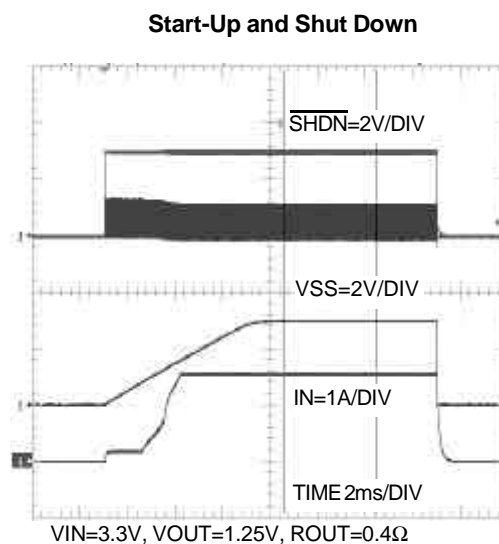 Start-Up and Shut Down
SHDN=2V/DIV
VSS=2V/DIV
IN=1A/DIV
TIME 2ms/DIV
VIN=3.3V, VOUT=1.25V, ROUT=0.4Ω